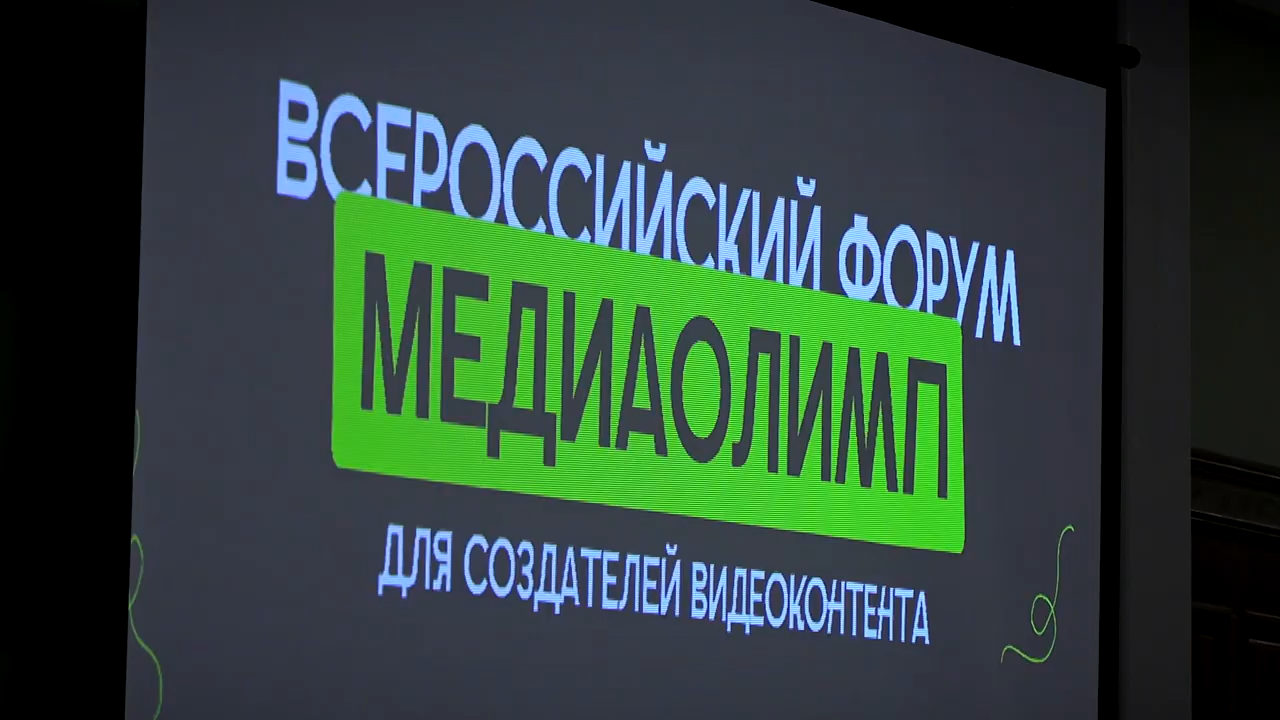 ВСЕРОССИЙСКИЙ ФОРУМ
МЕДИАОЛИМП
ДЛЯ СОЗДАТЕЛЕЙ ВИДЕОКОНТЕНТА